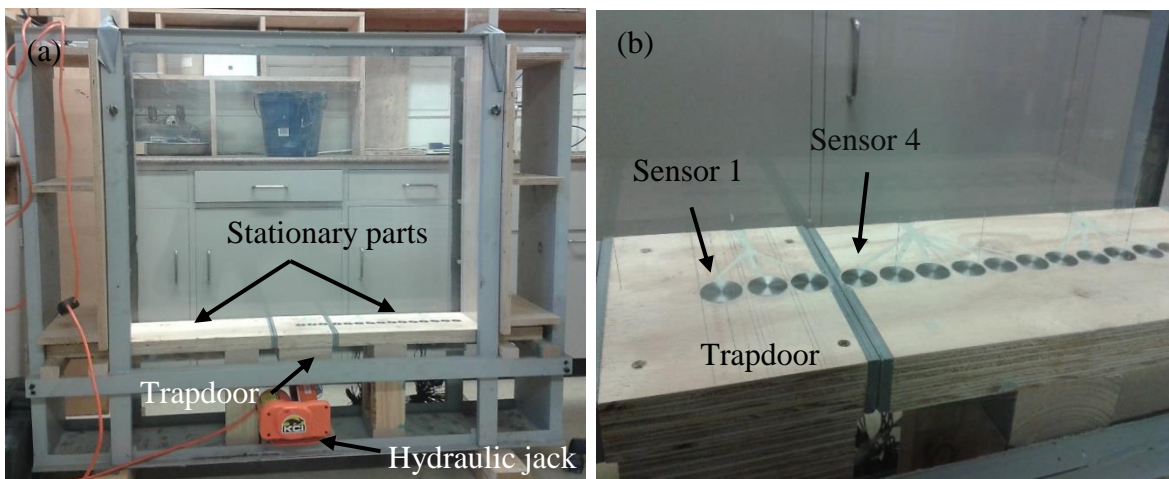 (a)
Stationary parts
Trapdoor
KCI
Hydraulic jack
(b)
Sensor 4
Sensor 1
Trapdoor